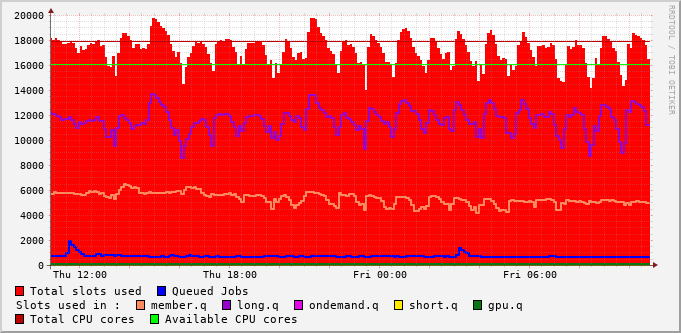 20000
18000
16000
14000
12000
10000
8000
6000
4000
2000
0
Thu 12:00 Thu 18:00 Fri 00:00 Fri 06:00
RRDTOOL / TOBI OETIKER
Total slots used Queued Jobs
Slots used in : member.q long.q ondemand.q short.q gpu.q
Total CPU cores Available CPU cores